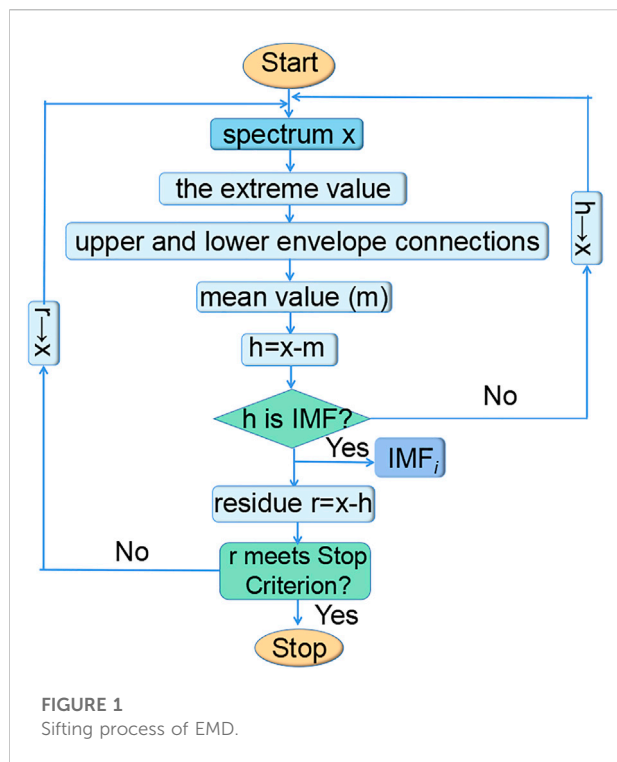 Start
spectrum x
the extreme value
upper and lower envelope connections
mean value (m)
h→x
r→x
h=x-m
h is IMF?
No
Yes
IMFi
residue r=x-h
No
r meets Stop
Criterion?
Yes
Stop
FIGURE 1
Sifting process of EMD.